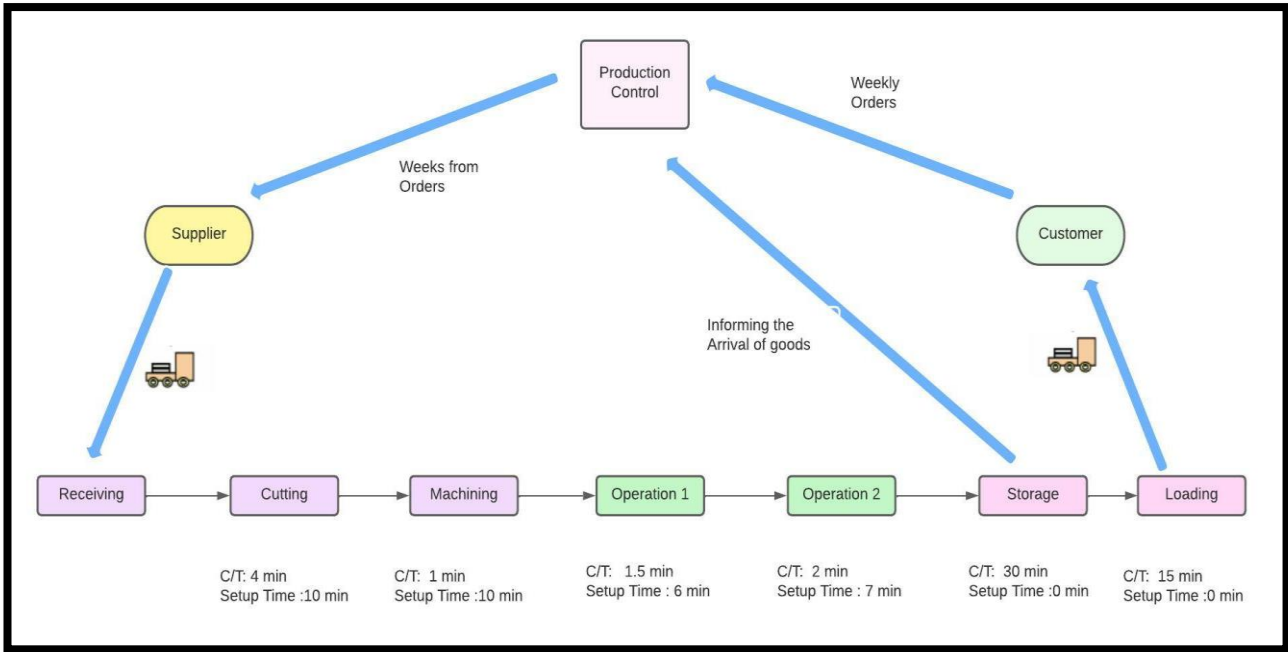 Production
Control
Weekly
Orders
Weeks from
Orders
Supplier
Customer
Informing the
Arrival of goods
Receiving
Cutting
Machining
Operation 1
Operation 2
Storage
Loading
C/T: 4 min
Setup Time :10 min
C/T: 1 min
Setup Time :10 min
C/T: 1.5 min
Setup Time : 6 min
C/T: 2 min
Setup Time : 7 min
C/T: 30 min
Setup Time :0 min
C/T: 15 min
Setup Time :0 min